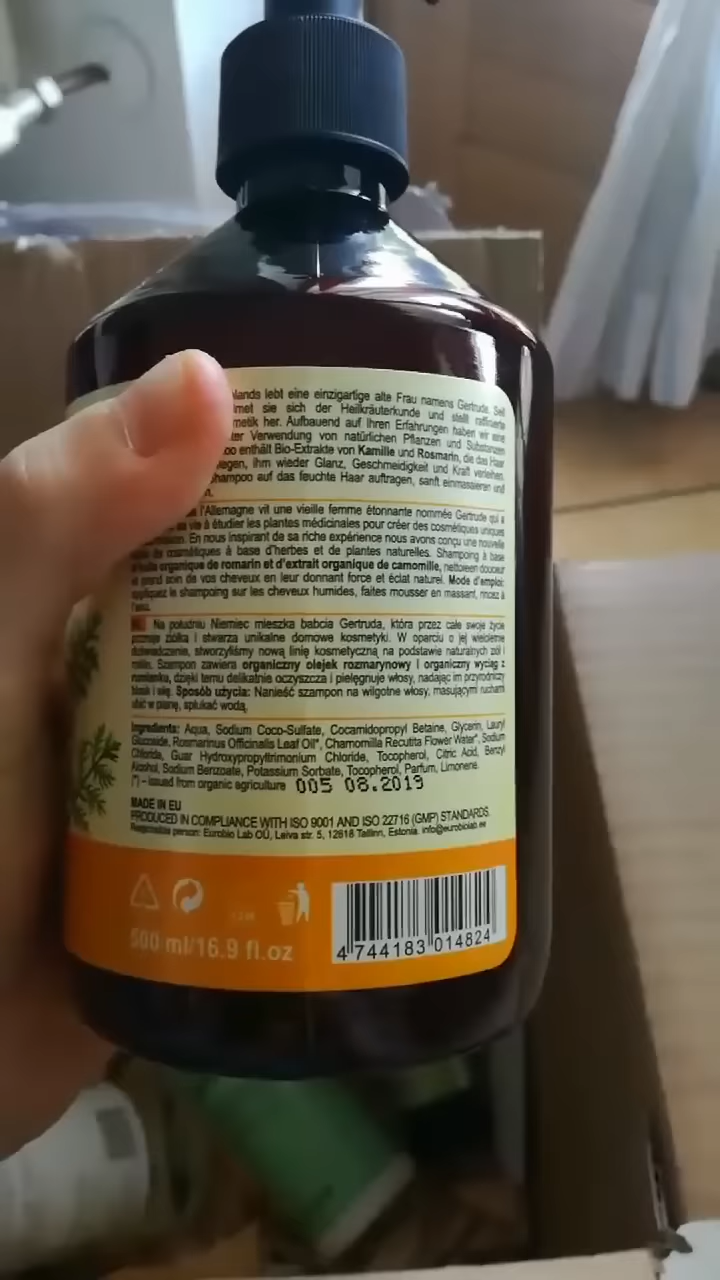 lands lebt eine einzigartige alte Frau namens Gertrude. Seit
met sie sich der Heilkräuterkunde und stellt raffinierte
metik her. Aufbauend auf Ihren Erfahrungen haben wir eine
ter Verwendung von natürlichen Pflanzen und Substanzen
oo enthält Bio-Extrakte von Kamille und Rosmarin, die das Haar
legen, ihm wieder Glanz, Geschmeidigkeit und Kraft verleihen.
hampoo auf das feuchte Haar auftragen, sanft einmassieren und
n.
l'Allemagne vit une vieille femme étonnante nommée Gertrude qui a
sa vie à étudier les plantes médicinales pour créer des cosmétiques uniques
En nous inspirant de sa riche expérience nous avons conçu une nouvelle
de cosmétiques à base d'herbes et de plantes naturelles. Shampoing à base
d'huile organique de romarin et d'extrait organique de camomille, nettoient douceur
et prend soin de vos cheveux en leur donnant force et éclat naturel. Mode d'emploi:
appliquez le shampoing sur les cheveux humides, faites mousser en massant, rincez à
l'eau.
Na południu Niemiec mieszka babcia Gertruda, która przez całe swoje życie
poznaje ziółka i stwarza unikalne domowe kosmetyki. W oparciu o jej wieloletnie
doświadczenie, stworzyliśmy nową linię kosmetyczną na podstawie naturalnych ziół i
roślin. Szampon zawiera organiczny olejek rozmarynowy i organiczny wyciąg z
rumianku, dzięki temu delikatnie oczyszcza i pielęgnuje włosy, nadając im przyrodniczy
blask i siłę. Sposób użycia: Nanieść szampon na wilgotne włosy, masującymi ruchami
ubić w pianę, spłukać wodą.
Ingredients: Aqua, Sodium Coco-Sulfate, Cocamidopropyl Betaine, Glycerin, Lauryl
Glucoside, Rosmarinus Officinalis Leaf Oil*, Chamomilla Recutita Flower Water*, Sodium
Chloride, Guar Hydroxypropyltrimonium Chloride, Tocopherol, Citric Acid, Benzyl
Alcohol, Sodium Benzoate, Potassium Sorbate, Tocopherol, Parfum, Limonene.
(*) – issued from organic agriculture 005 08.2019
MADE IN EU
PRODUCED IN COMPLIANCE WITH ISO 9001 AND ISO 22716 (GMP) STANDARDS.
Responsible person: Eurobio Lab OÜ, Leiva str. 5, 12618 Tallinn, Estonia. info@eurobiolab.ee
500 ml/16.9 fl.oz
4 744183 014824